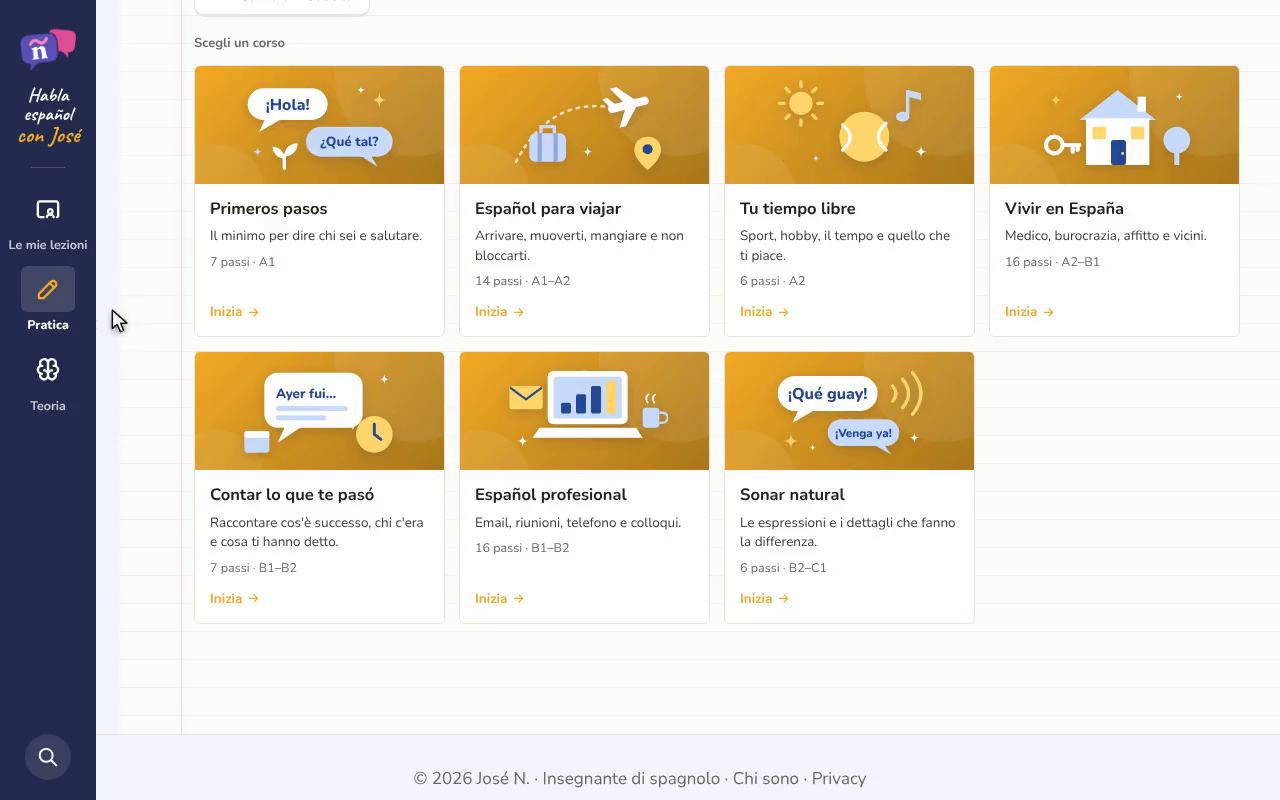 ñ
Habla
español
con José
Le mie lezioni
Pratica
Teoria
Scegli un corso
¡Hola!
¿Qué tal?
Primeros pasos
Il minimo per dire chi sei e salutare.
7 passi · A1
Inizia →
Español para viajar
Arrivare, muoverti, mangiare e non
bloccarti.
14 passi · A1–A2
Inizia →
Tu tiempo libre
Sport, hobby, il tempo e quello che
ti piace.
6 passi · A2
Inizia →
Vivir en España
Medico, burocrazia, affitto e vicini.
16 passi · A2–B1
Inizia →
Ayer fui...
Contar lo que te pasó
Raccontare cos'è successo, chi c'era
e cosa ti hanno detto.
7 passi · B1–B2
Inizia →
Español profesional
Email, riunioni, telefono e colloqui.
16 passi · B1–B2
Inizia →
¡Qué guay!
¡Venga ya!
Sonar natural
Le espressioni e i dettagli che fanno
la differenza.
6 passi · B2–C1
Inizia →
© 2026 José N. · Insegnante di spagnolo · Chi sono · Privacy